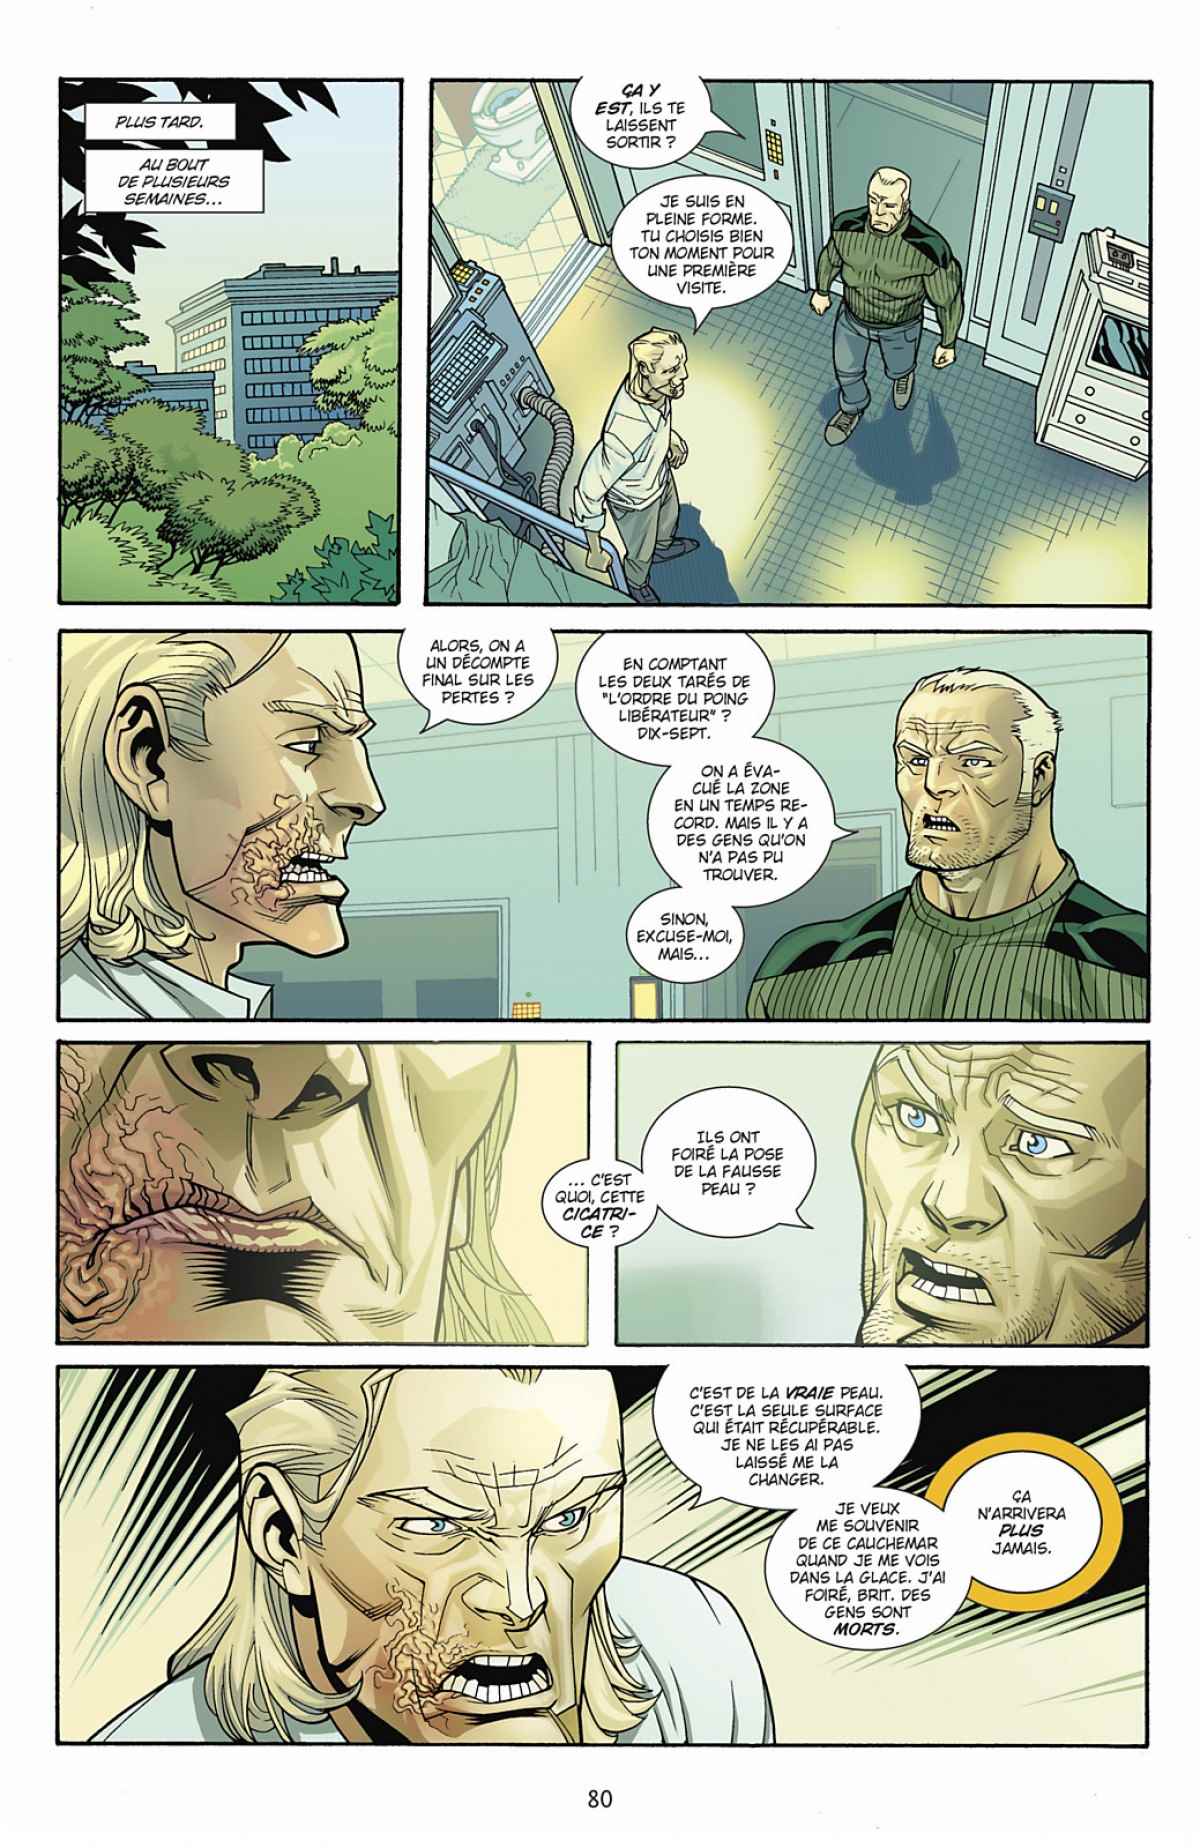 PLUS TARD.
AU BOUT
DE PLUSIEURS
SEMAINES...
ÇA Y
EST, ILS TE
LAISSENT
SORTIR ?
JE SUIS EN
PLEINE FORME.
TU CHOISIS BIEN
TON MOMENT POUR
UNE PREMIÈRE
VISITE.
ALORS, ON A
UN DÉCOMPTE
FINAL SUR LES
PERTES ?
EN COMPTANT
LES DEUX TARÉS DE
"L'ORDRE DU POING
LIBÉRATEUR" ?
DIX-SEPT.
ON A ÉVA-
CUÉ LA ZONE
EN UN TEMPS RE-
CORD. MAIS IL Y A
DES GENS QU'ON
N'A PAS PU
TROUVER.
SINON,
EXCUSE-MOI,
MAIS...
... C'EST
QUOI, CETTE
CICATRI-
CE ?
ILS ONT
FOIRÉ LA POSE
DE LA FAUSSE
PEAU ?
C'EST DE LA VRAIE PEAU.
C'EST LA SEULE SURFACE
QUI ÉTAIT RÉCUPÉRABLE.
JE NE LES AI PAS
LAISSÉ ME LA
CHANGER.
JE VEUX
ME SOUVENIR
DE CE CAUCHEMAR
QUAND JE ME VOIS
DANS LA GLACE. J'AI
FOIRÉ, BRIT. DES
GENS SONT
MORTS.
ÇA
N'ARRIVERA
PLUS
JAMAIS.
80